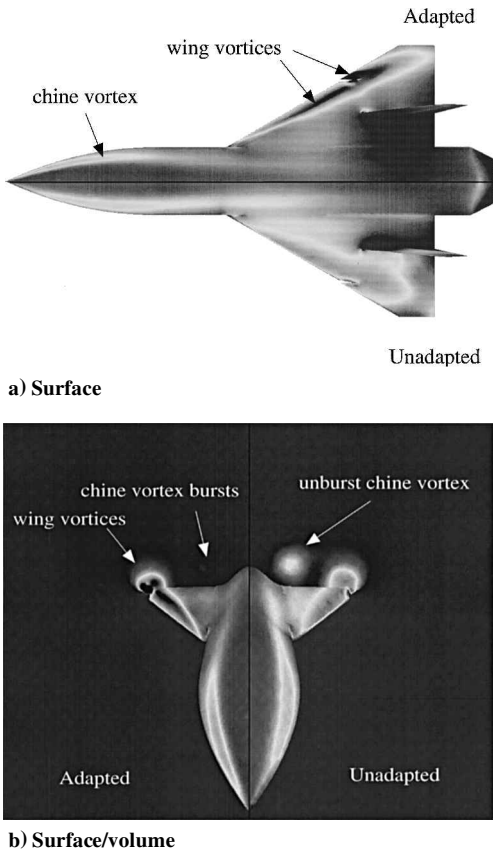 Adapted
wing vortices
chine vortex
Unadapted
a) Surface
unburst chine vortex
chine vortex bursts
wing vortices
Adapted
Unadapted
b) Surface/volume